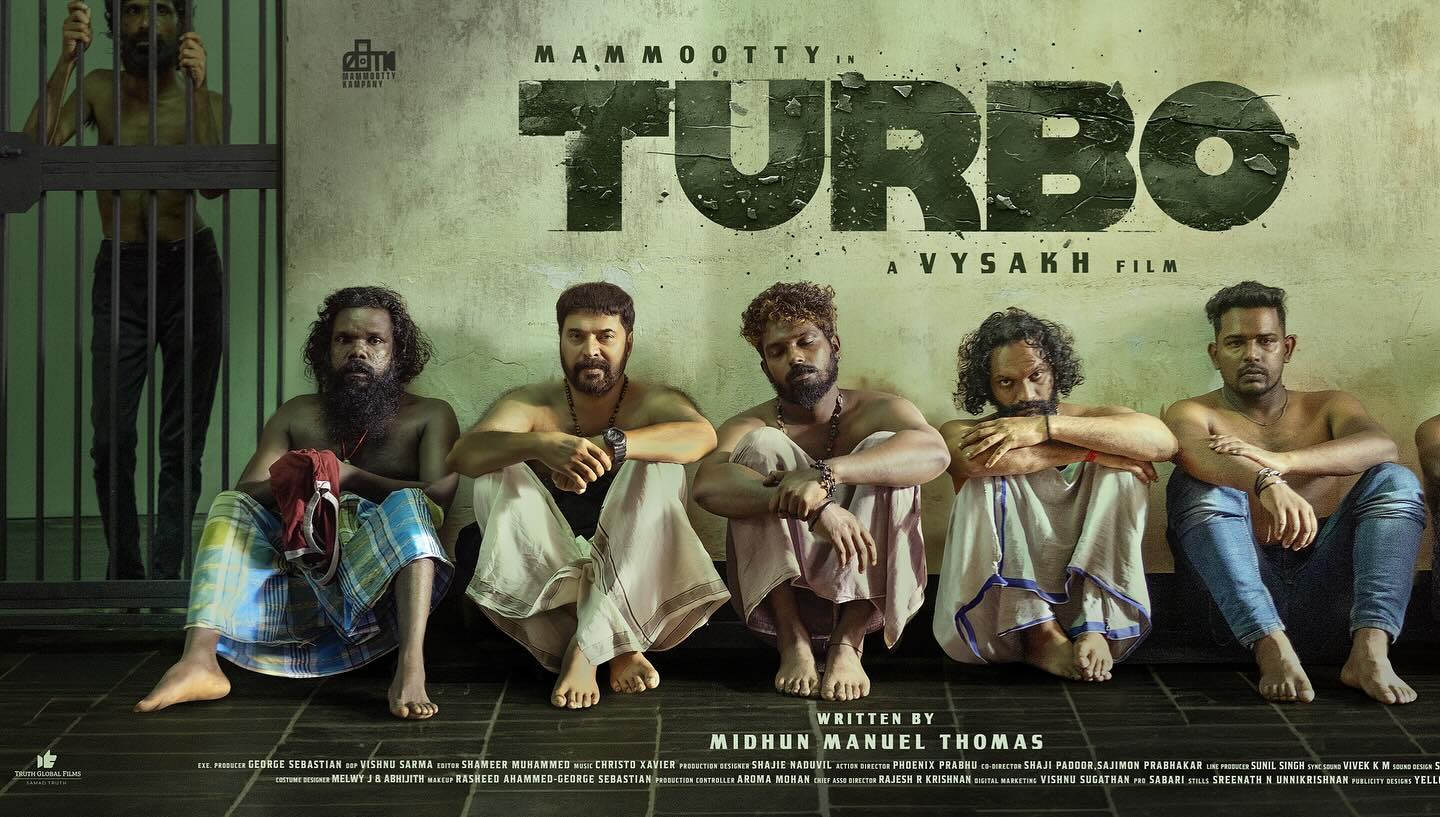 MAMMOOTTY
KAMPANY
MAMMOOTTY IN
TURBO
A VYSAKH FILM
WRITTEN BY
MIDHUN MANUEL THOMAS
TRUTH GLOBAL FILMS
SAMAD TRUTH
EXE. PRODUCER GEORGE SEBASTIAN DOP VISHNU SARMA EDITOR SHAMEER MUHAMMED MUSIC CHRISTO XAVIER PRODUCTION DESIGNER SHAJIE NADUVIL ACTION DIRECTOR PHOENIX PRABHU CO-DIRECTOR SHAJI PADOOR,SAJIMON PRABHAKAR LINE PRODUCER SUNIL SINGH SYNC SOUND VIVEK K M SOUND DESIGN S
COSTUME DESIGNER MELWY J & ABHIJITH MAKEUP RASHEED AHAMMED-GEORGE SEBASTIAN PRODUCTION CONTROLLER AROMA MOHAN CHIEF ASSO DIRECTOR RAJESH R KRISHNAN DIGITAL MARKETING VISHNU SUGATHAN PRO SABARI STILLS SREENATH N UNNIKRISHNAN PUBLICITY DESIGNS YELL